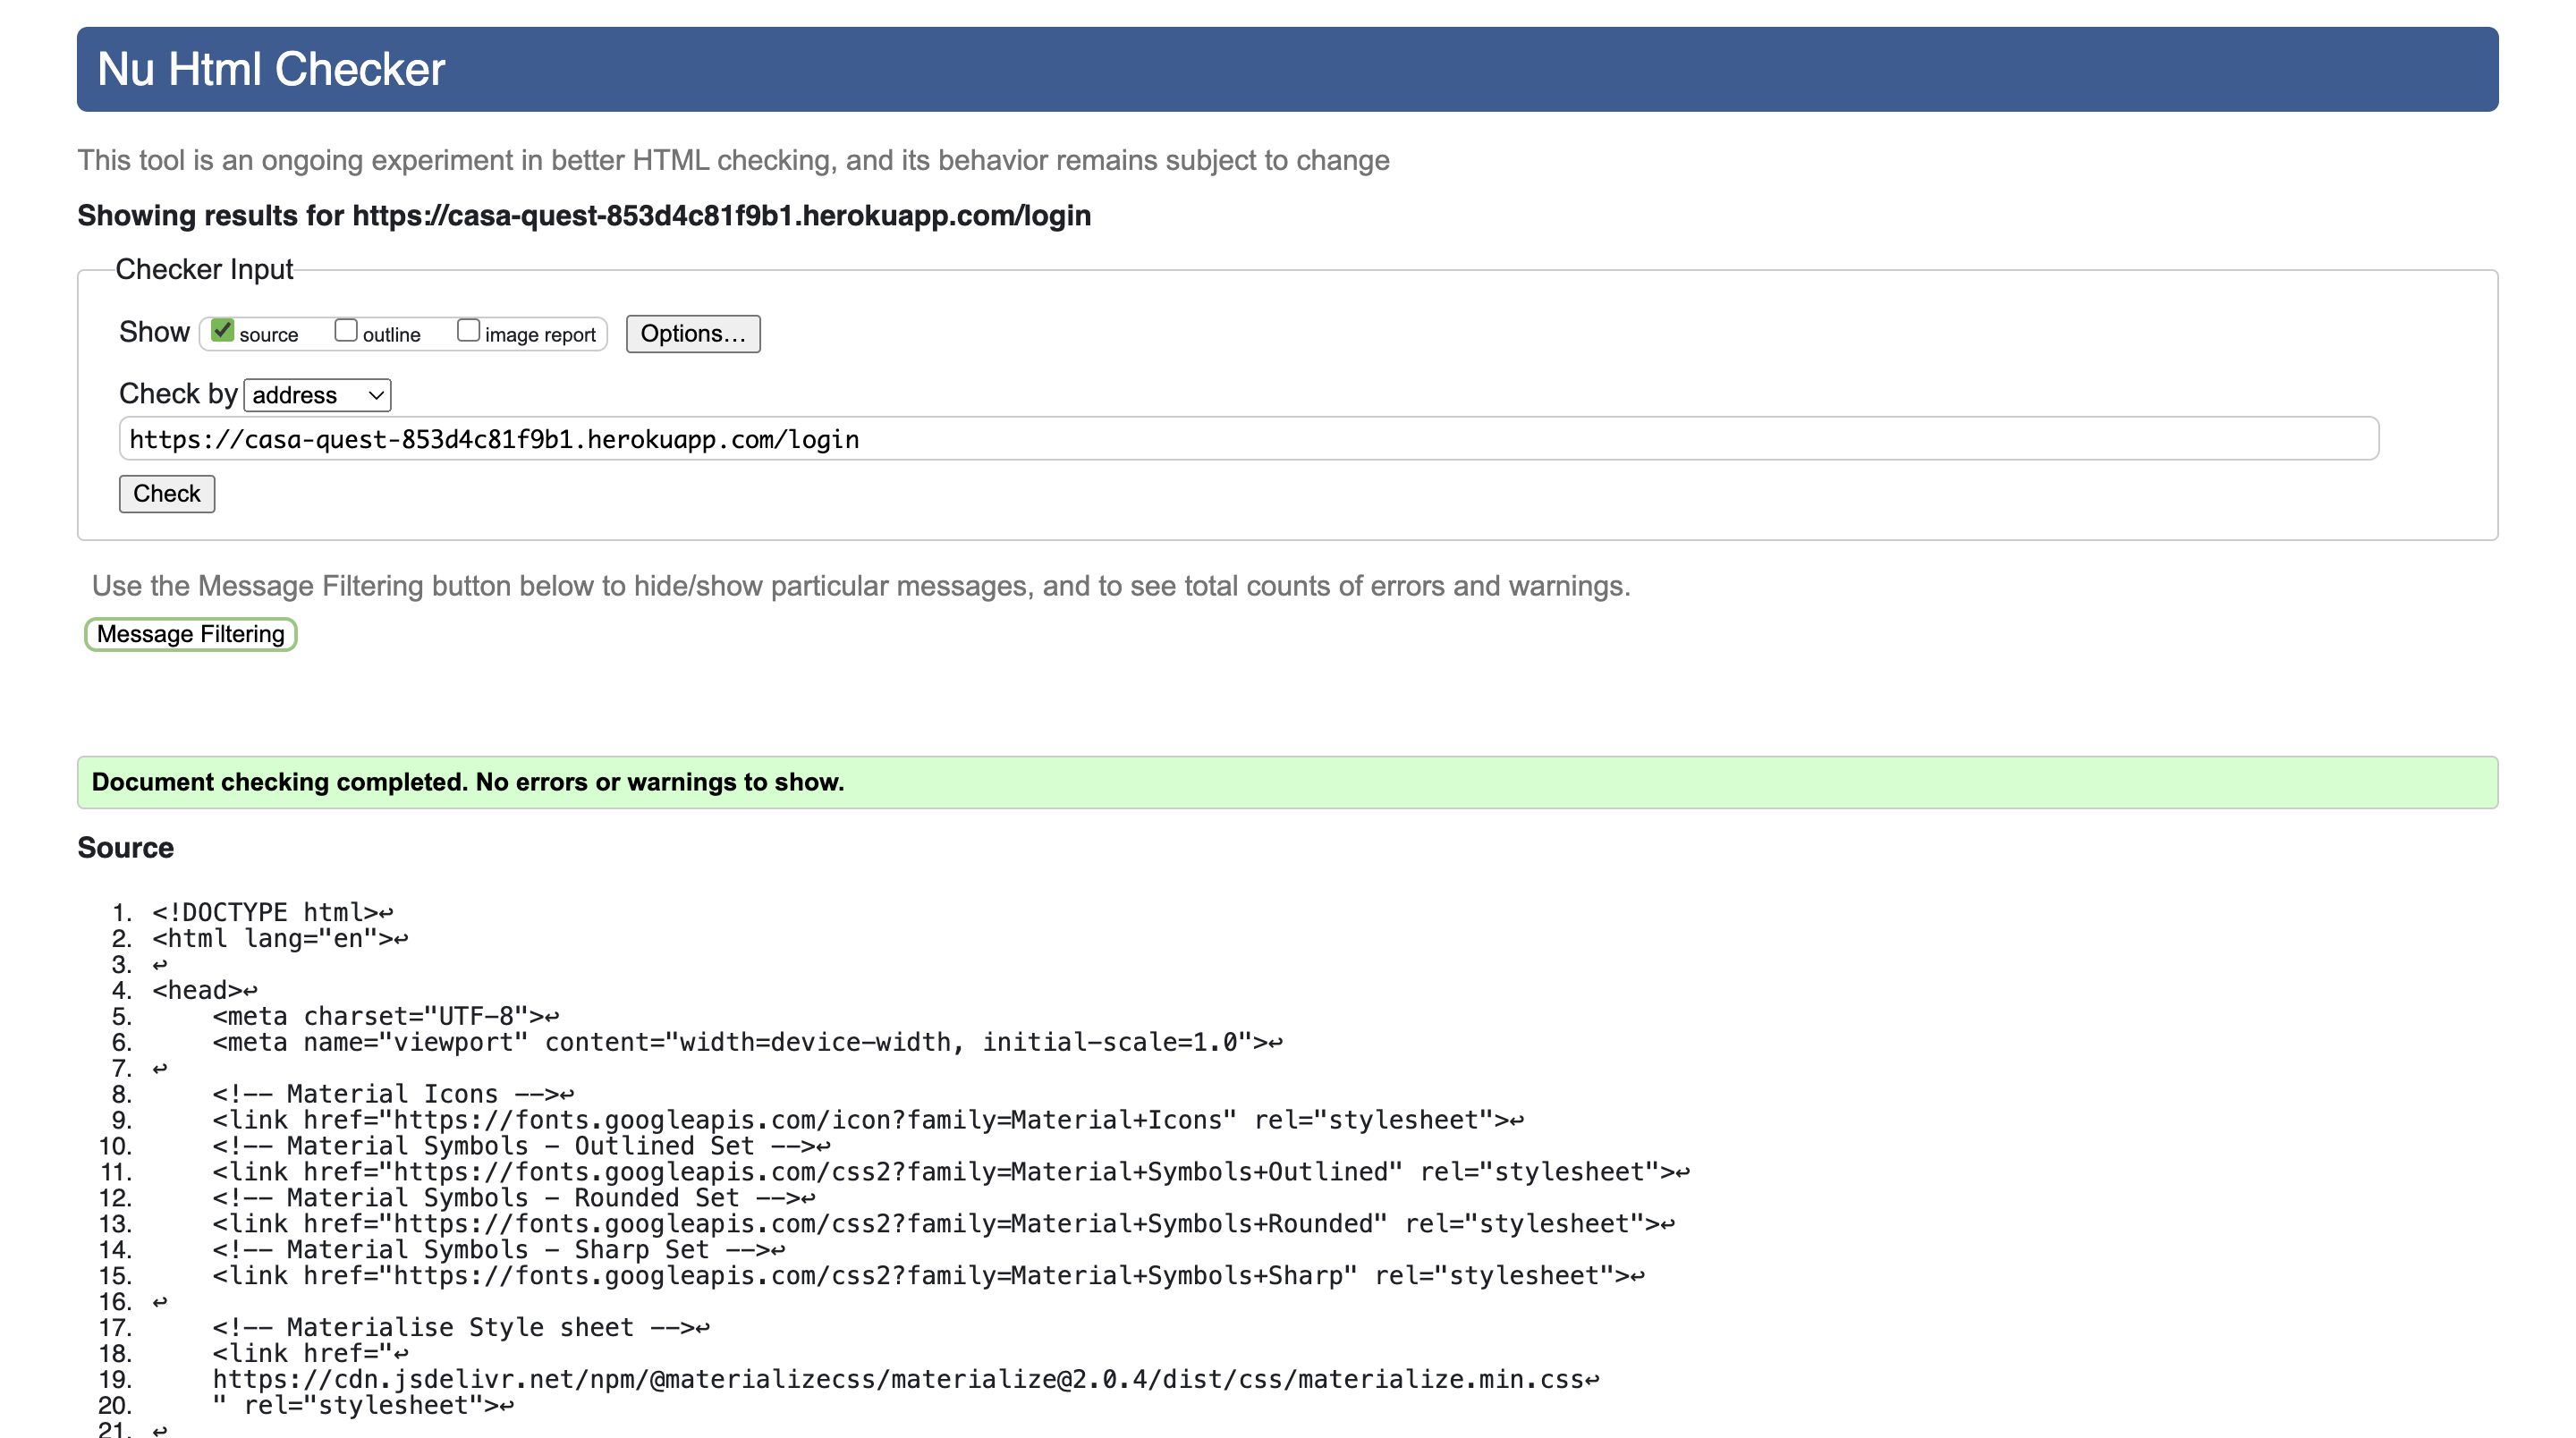 Nu Html Checker
This tool is an ongoing experiment in better HTML checking, and its behavior remains subject to change
Showing results for https://casa-quest-853d4c81f9b1.herokuapp.com/login
Checker Input
Show source outline image report Options...
Check by address
https://casa-quest-853d4c81f9b1.herokuapp.com/login
Check
Use the Message Filtering button below to hide/show particular messages, and to see total counts of errors and warnings.
Message Filtering
Document checking completed. No errors or warnings to show.
Source
1. <!DOCTYPE html>↩
2. <html lang="en">↩
3. ↩
4. <head>↩
5.     <meta charset="UTF-8">↩
6.     <meta name="viewport" content="width=device-width, initial-scale=1.0">↩
7. ↩
8.     <!-- Material Icons -->↩
9.     <link href="https://fonts.googleapis.com/icon?family=Material+Icons" rel="stylesheet">↩
10.     <!-- Material Symbols - Outlined Set -->↩
11.     <link href="https://fonts.googleapis.com/css2?family=Material+Symbols+Outlined" rel="stylesheet">↩
12.     <!-- Material Symbols - Rounded Set -->↩
13.     <link href="https://fonts.googleapis.com/css2?family=Material+Symbols+Rounded" rel="stylesheet">↩
14.     <!-- Material Symbols - Sharp Set -->↩
15.     <link href="https://fonts.googleapis.com/css2?family=Material+Symbols+Sharp" rel="stylesheet">↩
16. ↩
17.     <!-- Materialise Style sheet -->↩
18.     <link href="↩
19.     https://cdn.jsdelivr.net/npm/@materializecss/materialize@2.0.4/dist/css/materialize.min.css↩
20.     " rel="stylesheet">↩
21. ↩